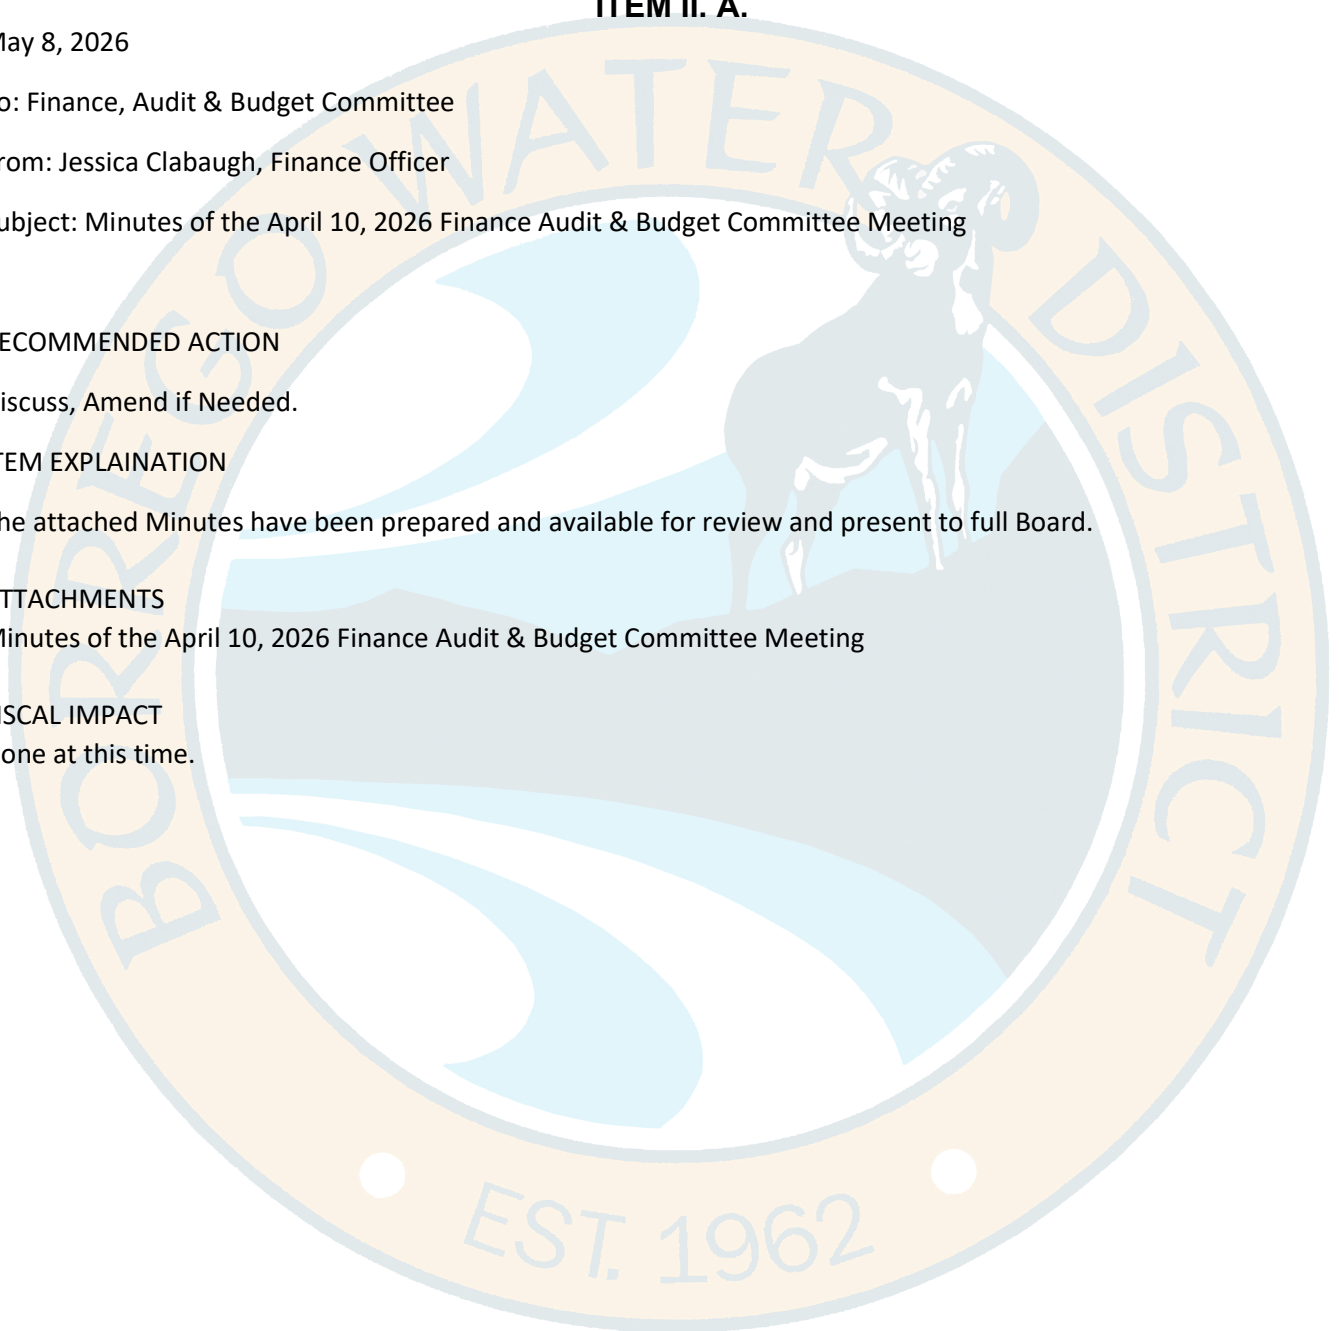 ITEM II. A.
May 8, 2026
o: Finance, Audit & Budget Committee
rom: Jessica Clabaugh, Finance Officer
ubject: Minutes of the April 10, 2026 Finance Audit & Budget Committee Meeting
ECOMMENDED ACTION
iscuss, Amend if Needed.
TEM EXPLAINATION
he attached Minutes have been prepared and available for review and present to full Board.
TTACHMENTS
Minutes of the April 10, 2026 Finance Audit & Budget Committee Meeting
ISCAL IMPACT
one at this time.
BORREGO WATER DISTRICT
EST. 1962